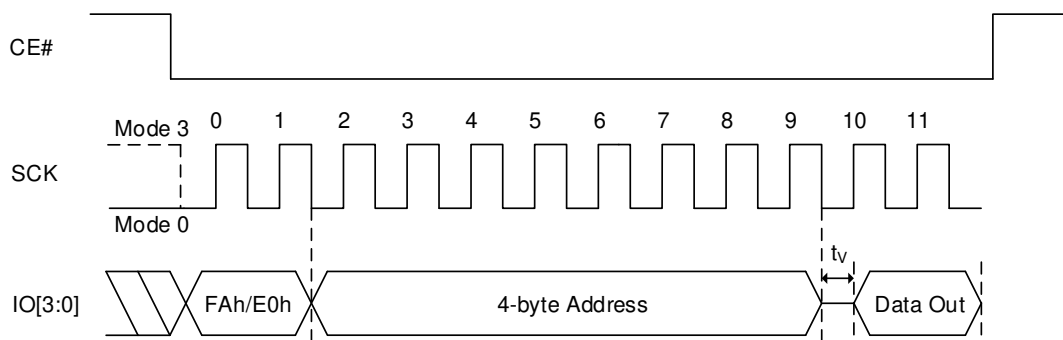 CE#
Mode 3 0 1 2 3 4 5 6 7 8 9 10 11
SCK
Mode 0
tV
IO[3:0] FAh/E0h 4-byte Address Data Out